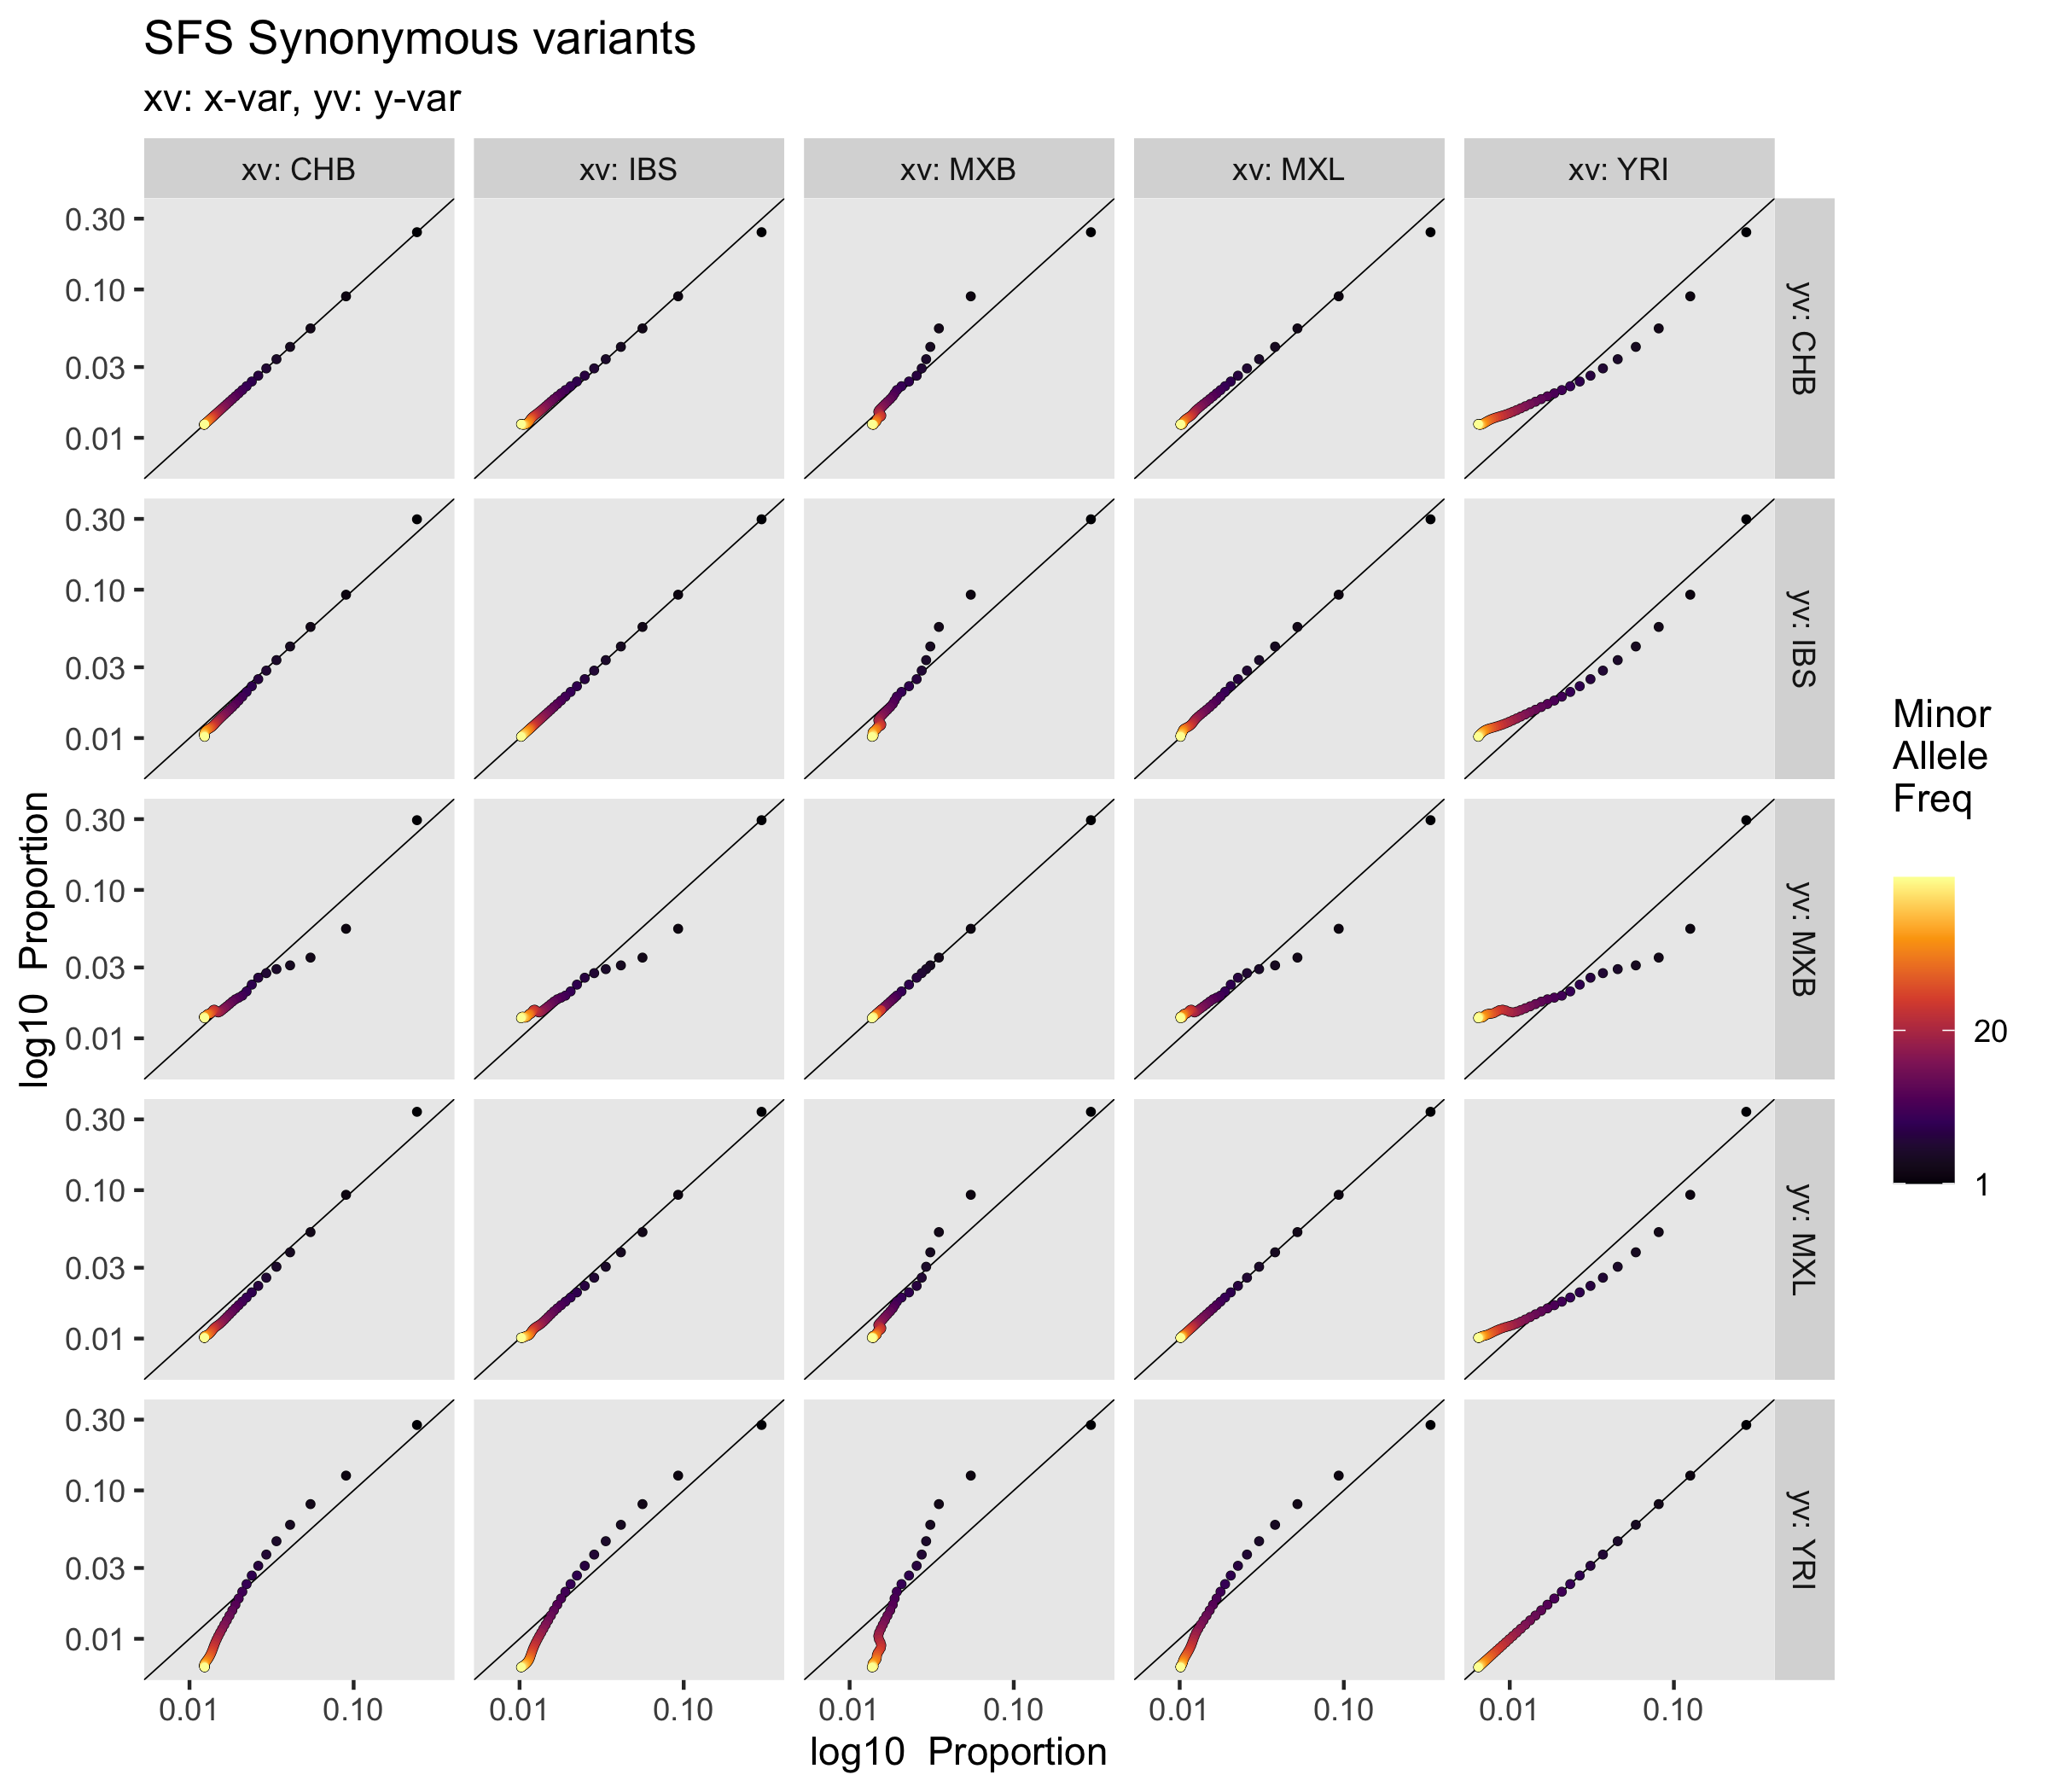 SFS Synonymous variants
xv: x-var, yv: y-var
xv: CHB
xv: IBS
xv: MXB
xv: MXL
xv: YRI
0.30
0.10
0.03
0.01
yv: CHB
0.30
0.10
0.03
0.01
yv: IBS
0.30
0.10
0.03
0.01
yv: MXB
0.30
0.10
0.03
0.01
yv: MXL
0.30
0.10
0.03
0.01
yv: YRI
0.01 0.10
0.01 0.10
0.01 0.10
0.01 0.10
0.01 0.10
log10 Proportion
log10 Proportion
Minor
Allele
Freq
20
1